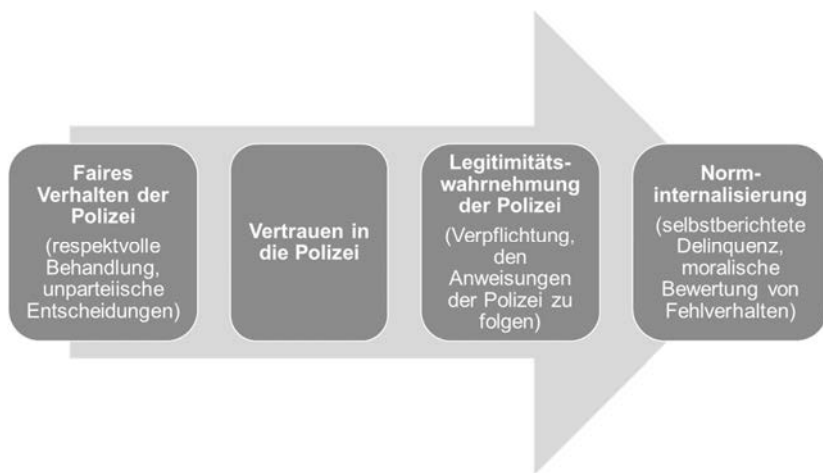 Faires
Verhalten der
Polizei
(respektvolle
Behandlung,
unparteiische
Entscheidungen)
Vertrauen in
die Polizei
Legitimitäts-
wahrnehmung
der Polizei
(Verpflichtung,
den
Anweisungen
der Polizei zu
folgen)
Norm-
internalisierung
(selbstberichtete
Delinquenz,
moralische
Bewertung von
Fehlverhalten)